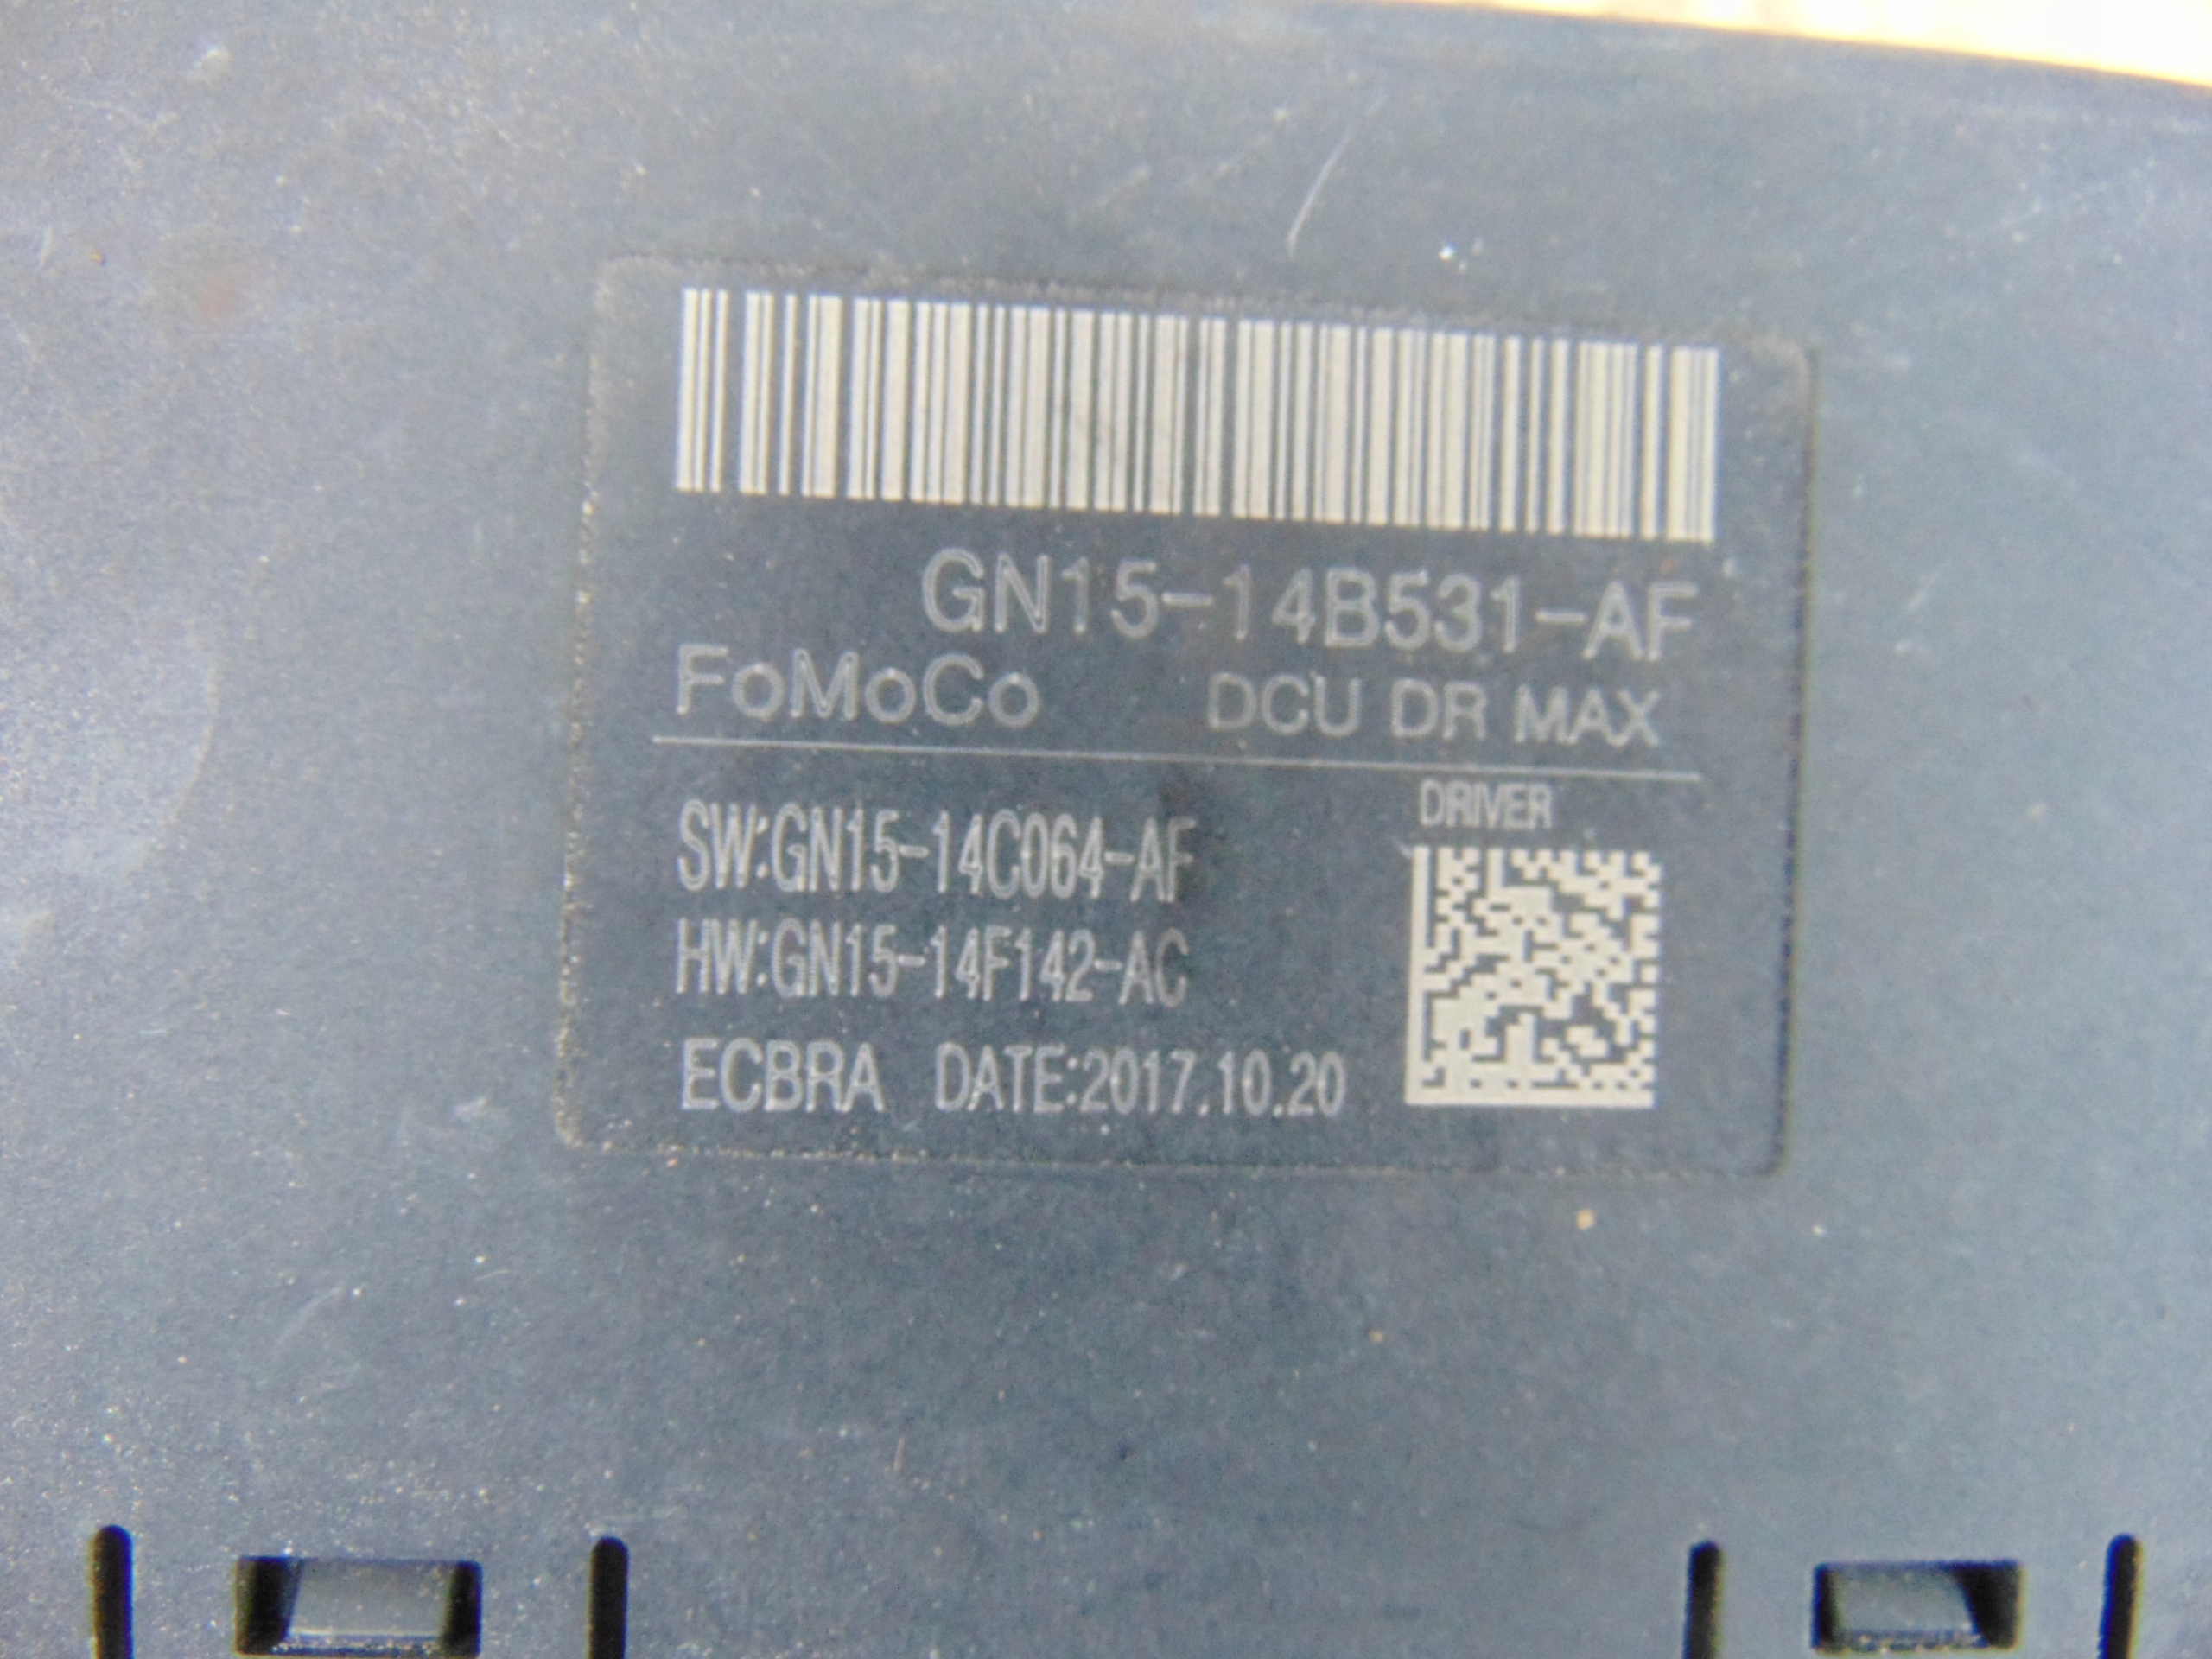 GN15-14B531-AF
FoMoCo DCU DR MAX
DRIVER
SW:GN15-14C064-AF
HW:GN15-14F142-AC
ECBRA DATE:2017.10.20